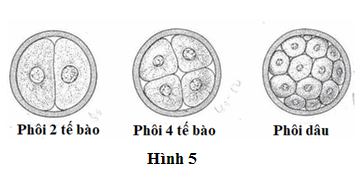 Phôi 2 tế bào
Phôi 4 tế bào
Phôi dâu
Hình 5